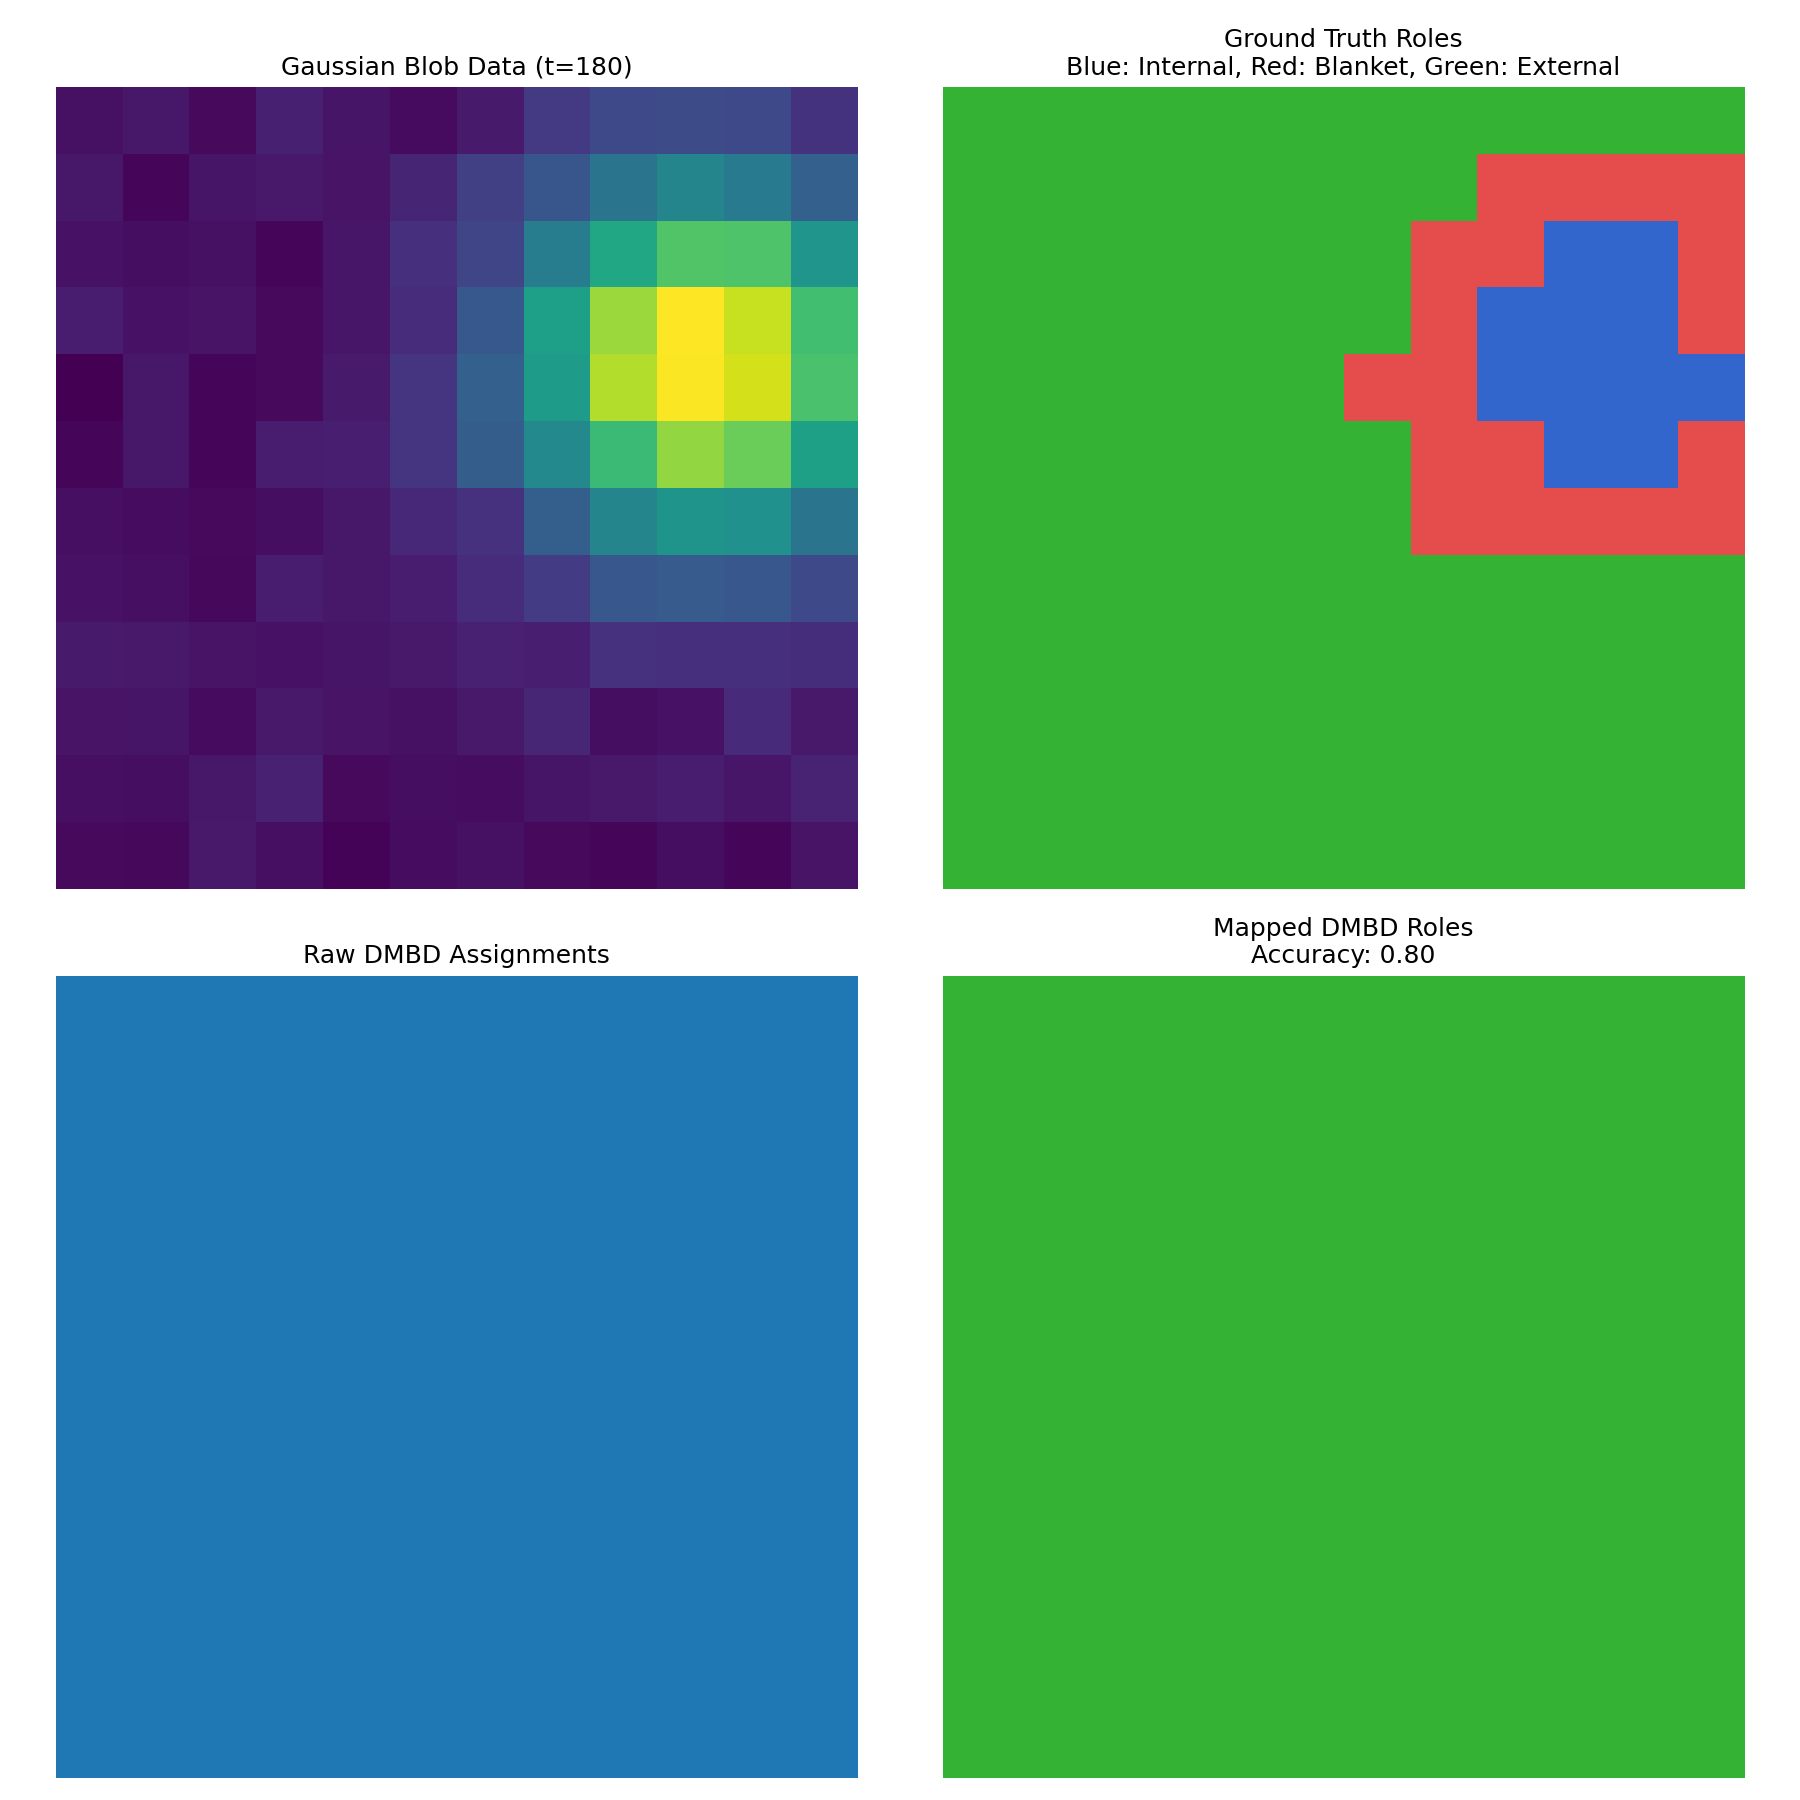 Gaussian Blob Data (t=180)
Ground Truth Roles
Blue: Internal, Red: Blanket, Green: External
Raw DMBD Assignments
Mapped DMBD Roles
Accuracy: 0.80